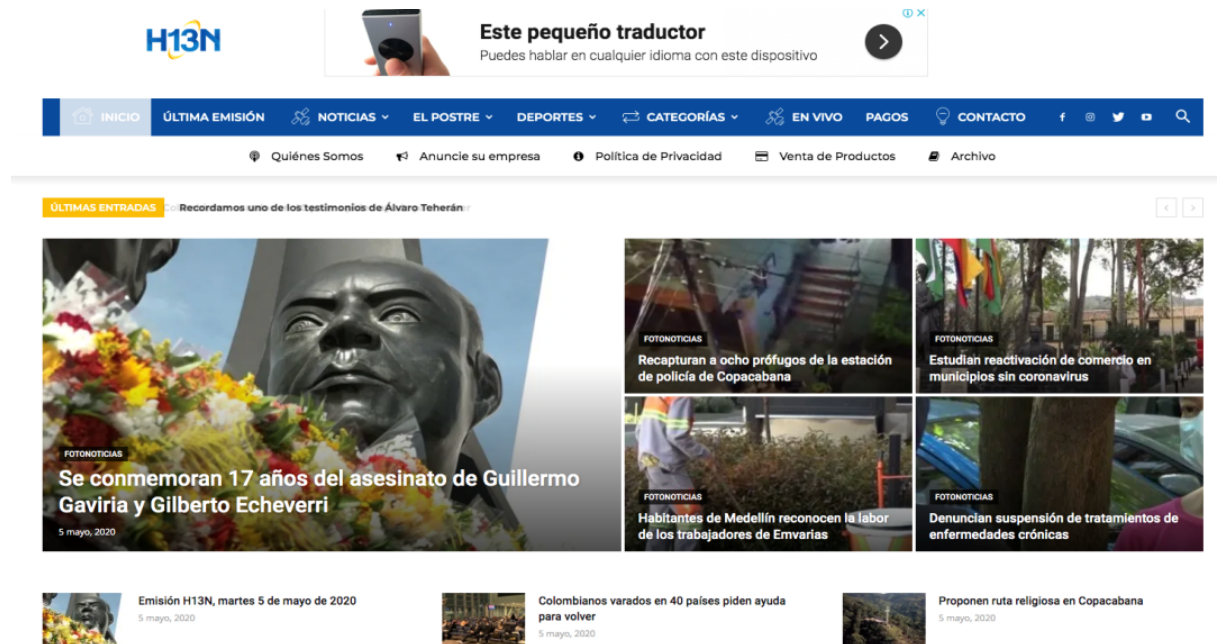 H13N
Este pequeño traductor
Puedes hablar en cualquier idioma con este dispositivo
INICIO ÚLTIMA EMISIÓN NOTICIAS EL POSTRE DEPORTES CATEGORÍAS EN VIVO PAGOS CONTACTO
Quiénes Somos Anuncie su empresa Política de Privacidad Venta de Productos Archivo
ÚLTIMAS ENTRADAS Recordamos uno de los testimonios de Álvaro Teherán
FOTONOTICIAS
Se conmemoran 17 años del asesinato de Guillermo
Gaviria y Gilberto Echeverri
5 mayo, 2020
FOTONOTICIAS
Recapturan a ocho prófugos de la estación
de policía de Copacabana
FOTONOTICIAS
Estudian reactivación de comercio en
municipios sin coronavirus
FOTONOTICIAS
Habitantes de Medellín reconocen la labor
de los trabajadores de Emvarias
FOTONOTICIAS
Denuncian suspensión de tratamientos de
enfermedades crónicas
Emisión H13N, martes 5 de mayo de 2020
5 mayo, 2020
Colombianos varados en 40 países piden ayuda
para volver
5 mayo, 2020
Proponen ruta religiosa en Copacabana
5 mayo, 2020